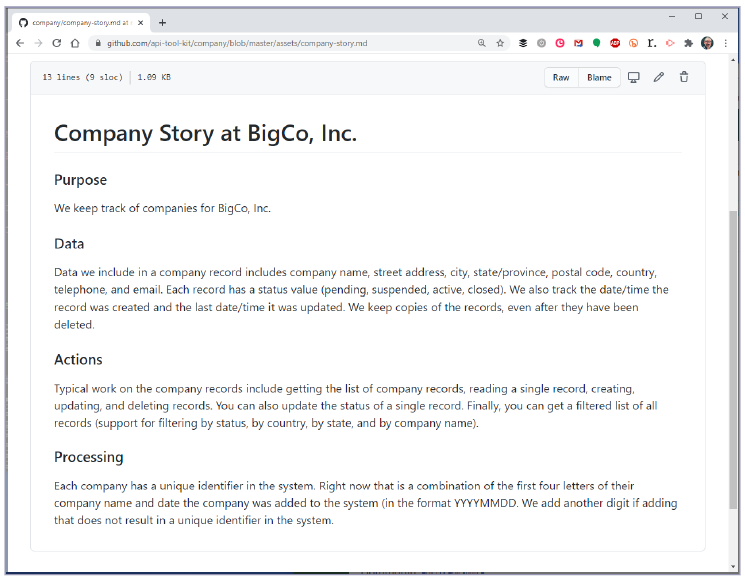 company/company-story.md at
github.com/api-tool-kit/company/blob/master/assets/company-story.md
13 lines (9 sloc) 1.09 KB
Raw Blame
Company Story at BigCo, Inc.
Purpose
We keep track of companies for BigCo, Inc.
Data
Data we include in a company record includes company name, street address, city, state/province, postal code, country,
telephone, and email. Each record has a status value (pending, suspended, active, closed). We also track the date/time the
record was created and the last date/time it was updated. We keep copies of the records, even after they have been
deleted.
Actions
Typical work on the company records include getting the list of company records, reading a single record, creating,
updating, and deleting records. You can also update the status of a single record. Finally, you can get a filtered list of all
records (support for filtering by status, by country, by state, and by company name).
Processing
Each company has a unique identifier in the system. Right now that is a combination of the first four letters of their
company name and date the company was added to the system (in the format YYYYMMDD. We add another digit if adding
that does not result in a unique identifier in the system.